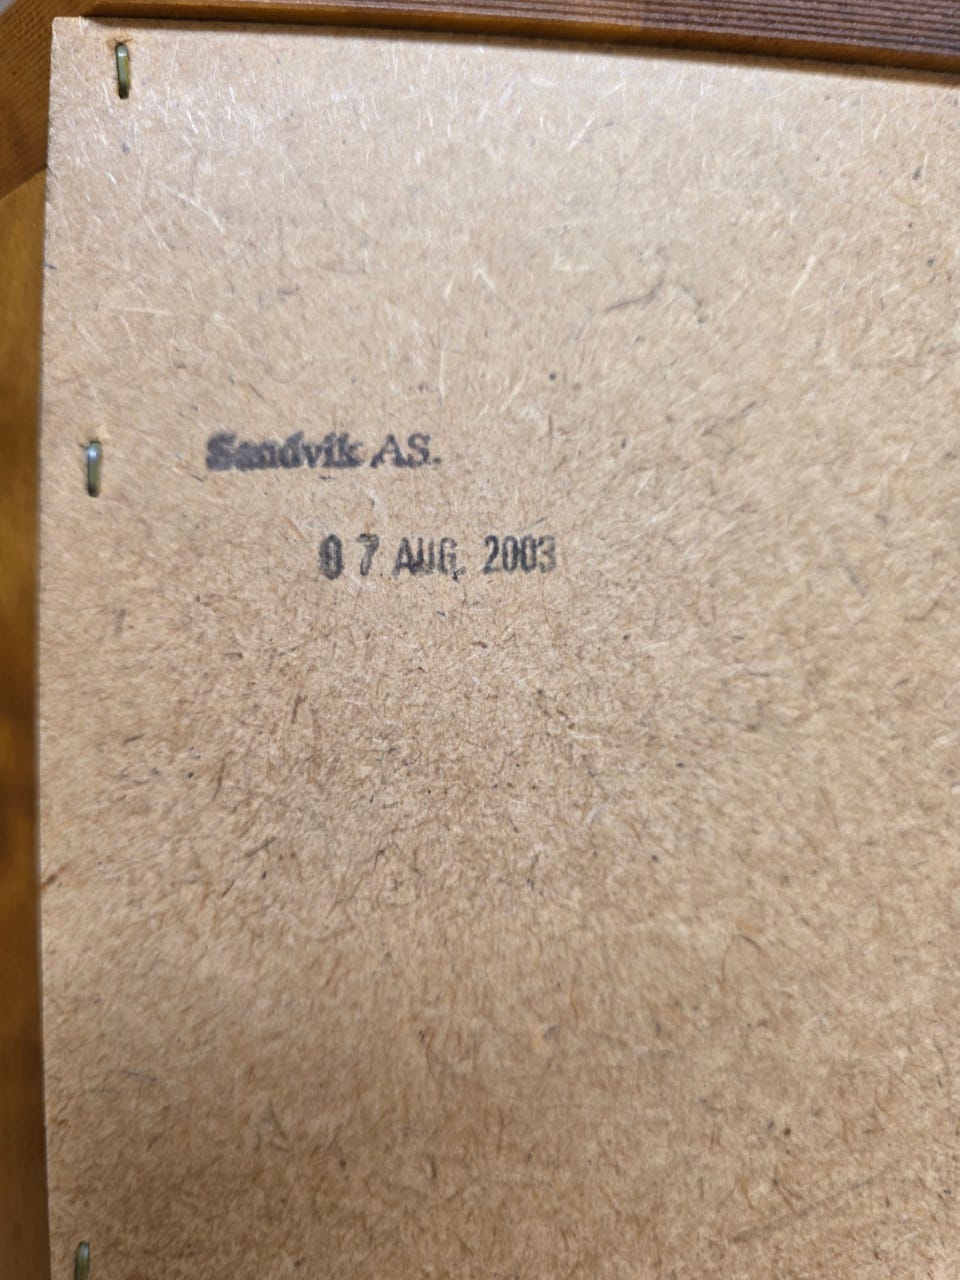 Sandvik AS.
07 AUG. 2003